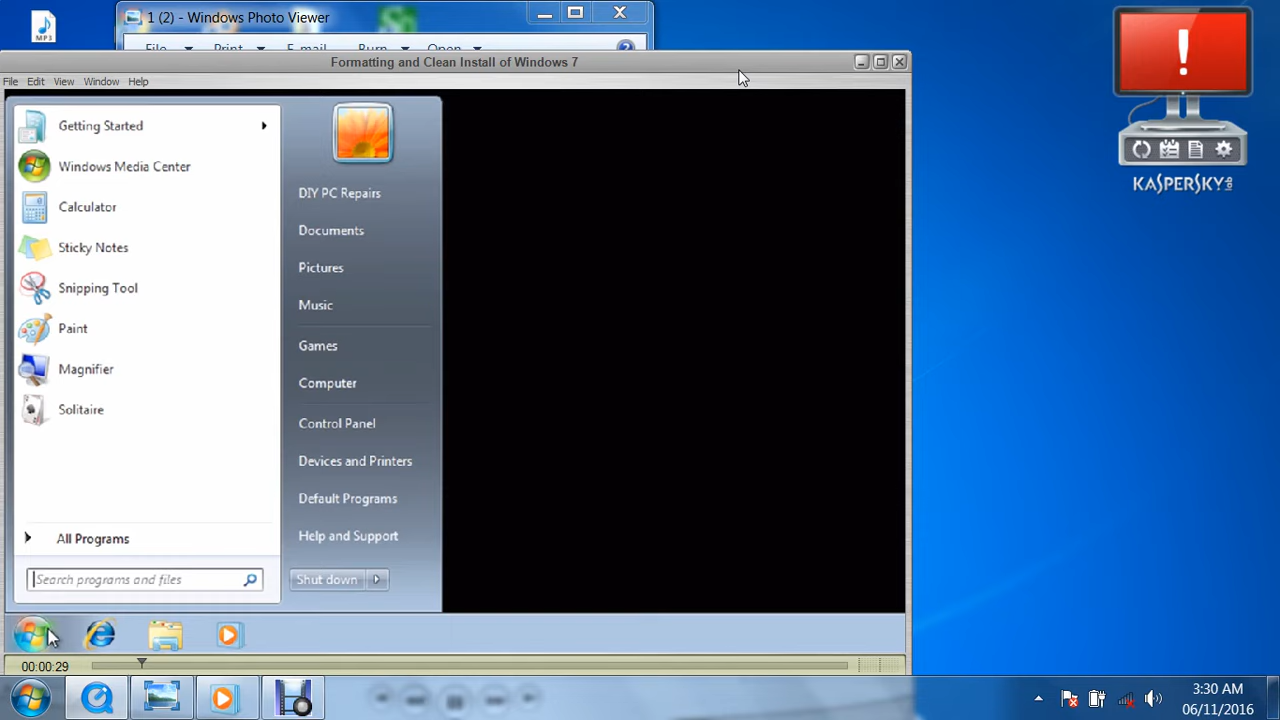 MP3
1 (2) - Windows Photo Viewer
File Print E-mail Burn Open
Formatting and Clean Install of Windows 7
File Edit View Window Help
Getting Started
Windows Media Center
Calculator
Sticky Notes
Snipping Tool
Paint
Magnifier
Solitaire
All Programs
Search programs and files
DIY PC Repairs
Documents
Pictures
Music
Games
Computer
Control Panel
Devices and Printers
Default Programs
Help and Support
Shut down
00:00:29
KASPERSKY LAB
3:30 AM
06/11/2016